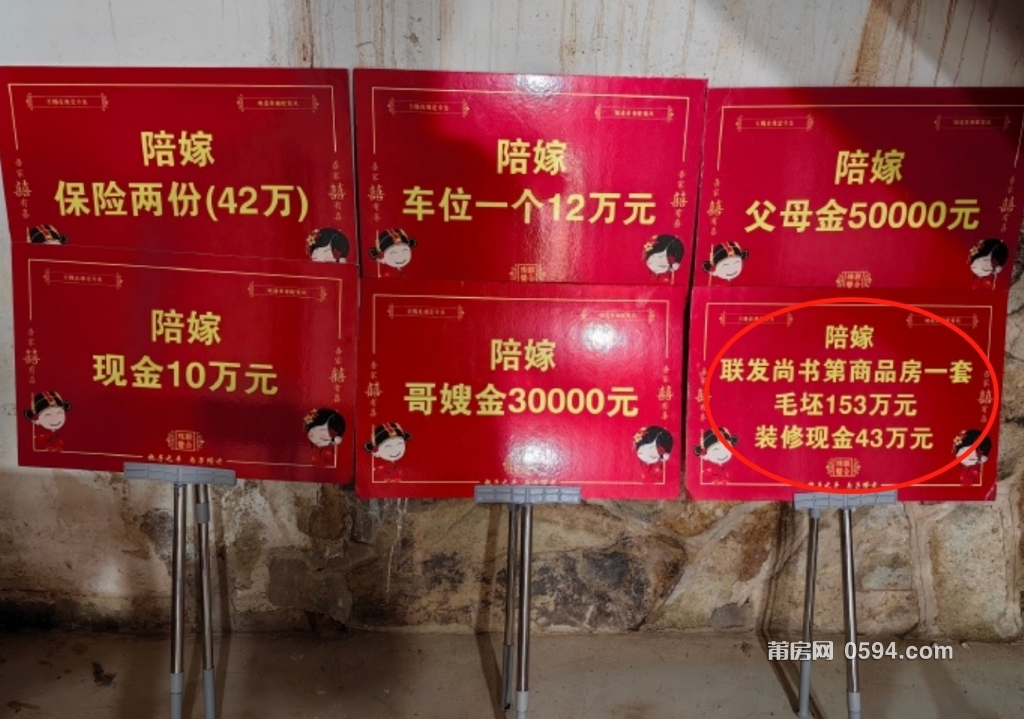 陪嫁
保险两份(42万)
陪嫁
车位一个12万元
陪嫁
父母金50000元
陪嫁
现金10万元
陪嫁
哥嫂金30000元
陪嫁
联发尚书第商品房一套
毛坯153万元
装修现金43万元
莆房网 0594.com